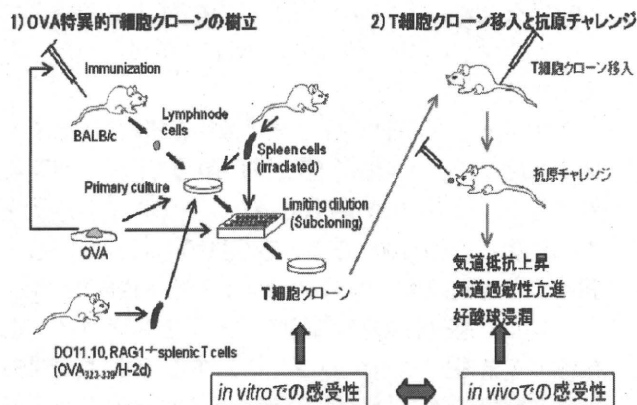 1) OVA特異的T細胞クローンの樹立
Immunization
BALB/c
Lymphnode
cells
Spleen cells
(irradiated)
Primary culture
Limiting dilution
(Subcloning)
OVA
T細胞クローン
DO11.10, RAG1-/- splenic T cells
(OVA323-339/H-2d)
in vitroでの感受性
2) T細胞クローン移入と抗原チャレンジ
T細胞クローン移入
抗原チャレンジ
気道抵抗上昇
気道過敏性亢進
好酸球浸潤
in vivoでの感受性